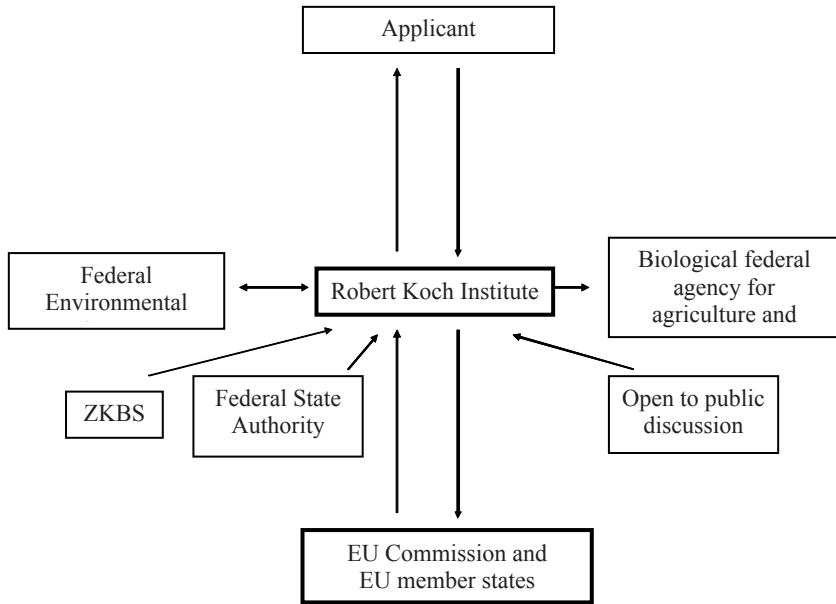 Applicant
Federal
Environmental
Robert Koch Institute
Biological federal
agency for
agriculture and
ZKBS
Federal State
Authority
Open to public
discussion
EU Commission and
EU member states